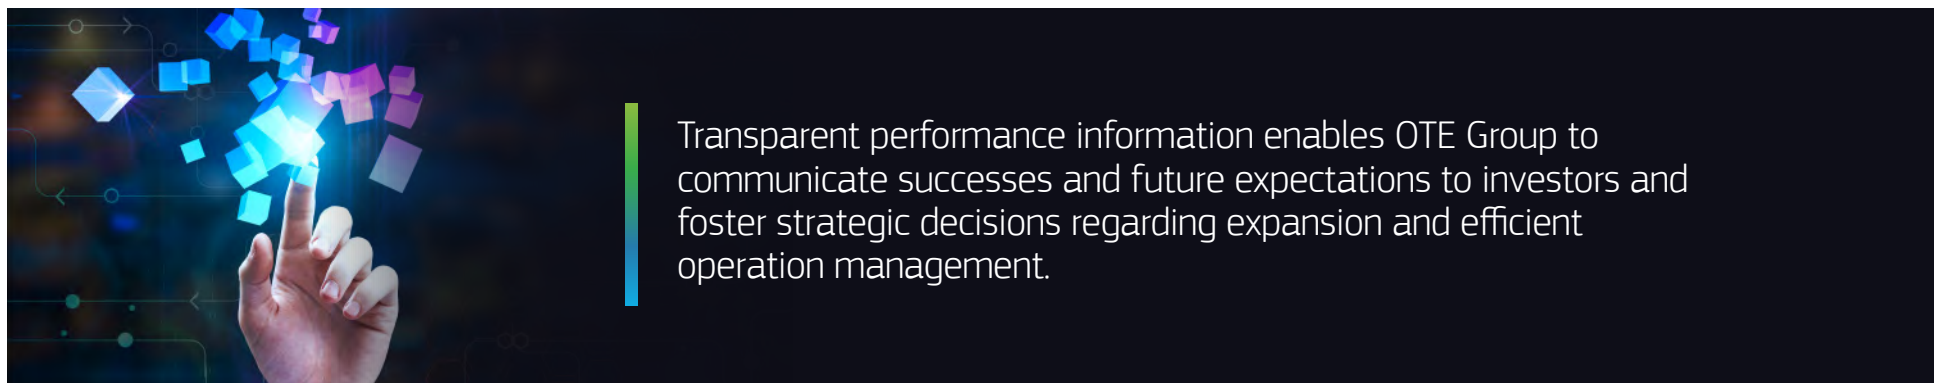 Transparent performance information enables OTE Group to
communicate successes and future expectations to investors and
foster strategic decisions regarding expansion and efficient
operation management.